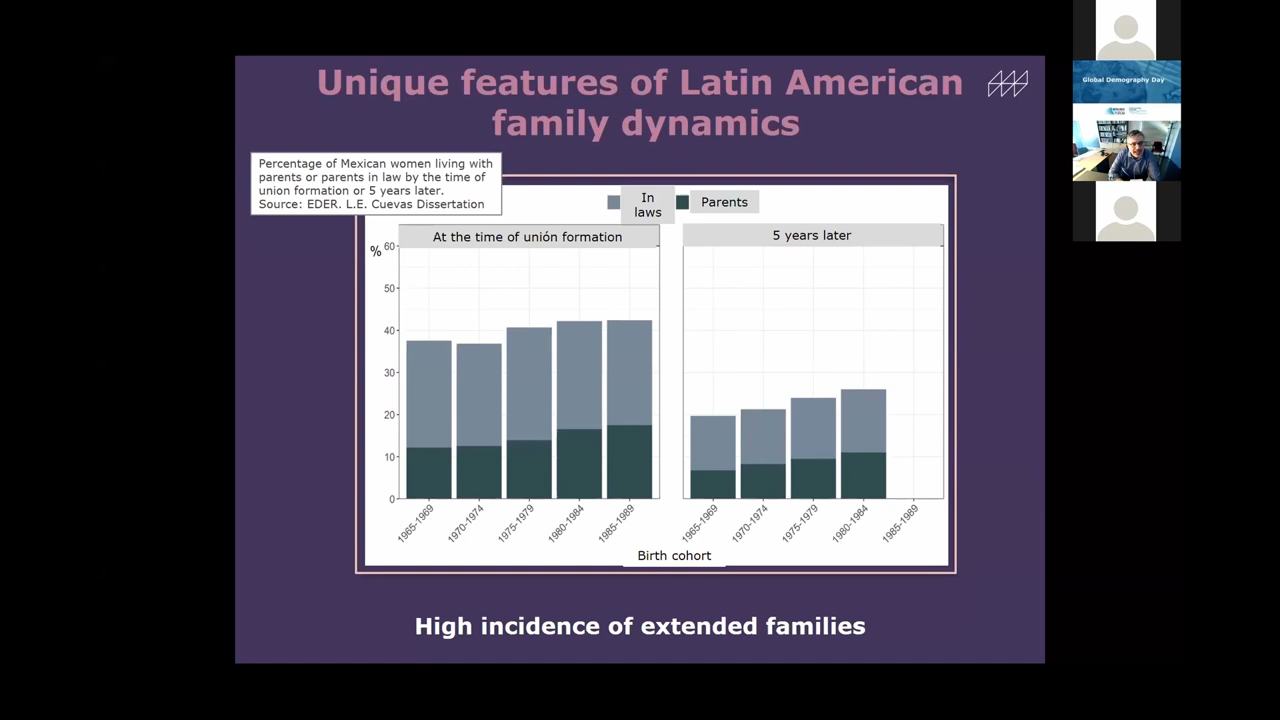 Unique features of Latin American
family dynamics
Global Demography Day
Percentage of Mexican women living with
parents or parents in law by the time of
union formation or 5 years later.
Source: EDER. L.E. Cuevas Dissertation
In
laws
Parents
At the time of unión formation
5 years later
%
60
50
40
30
20
10
0
1965-1969
1970-1974
1975-1979
1980-1984
1985-1989
1965-1969
1970-1974
1975-1979
1980-1984
1985-1989
Birth cohort
High incidence of extended families